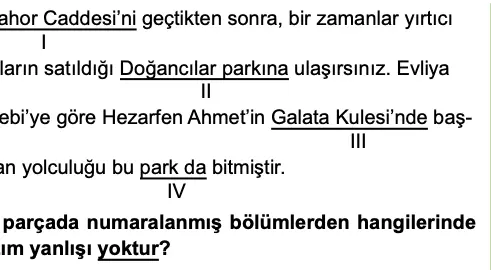 ahor Caddesi'ni geçtikten sonra, bir zamanlar yırtıcı
I
ların satıldığı Doğancılar parkına ulaşırsınız. Evliya
II
ebi'ye göre Hezarfen Ahmet'in Galata Kulesi'nde baş-
III
an yolculuğu bu park da bitmiştir.
IV
parçada numaralanmış bölümlerden hangilerinde
ım yanlışı yoktur?